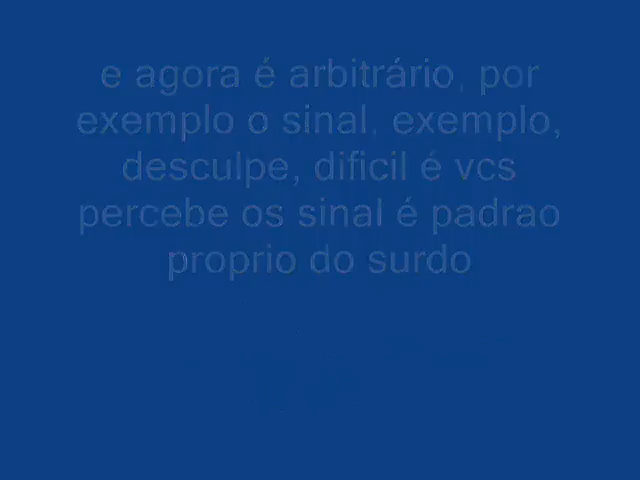 e agora é arbitrário, por
exemplo o sinal, exemplo,
desculpe, dificil é vcs
percebe os sinal é padrao
proprio do surdo